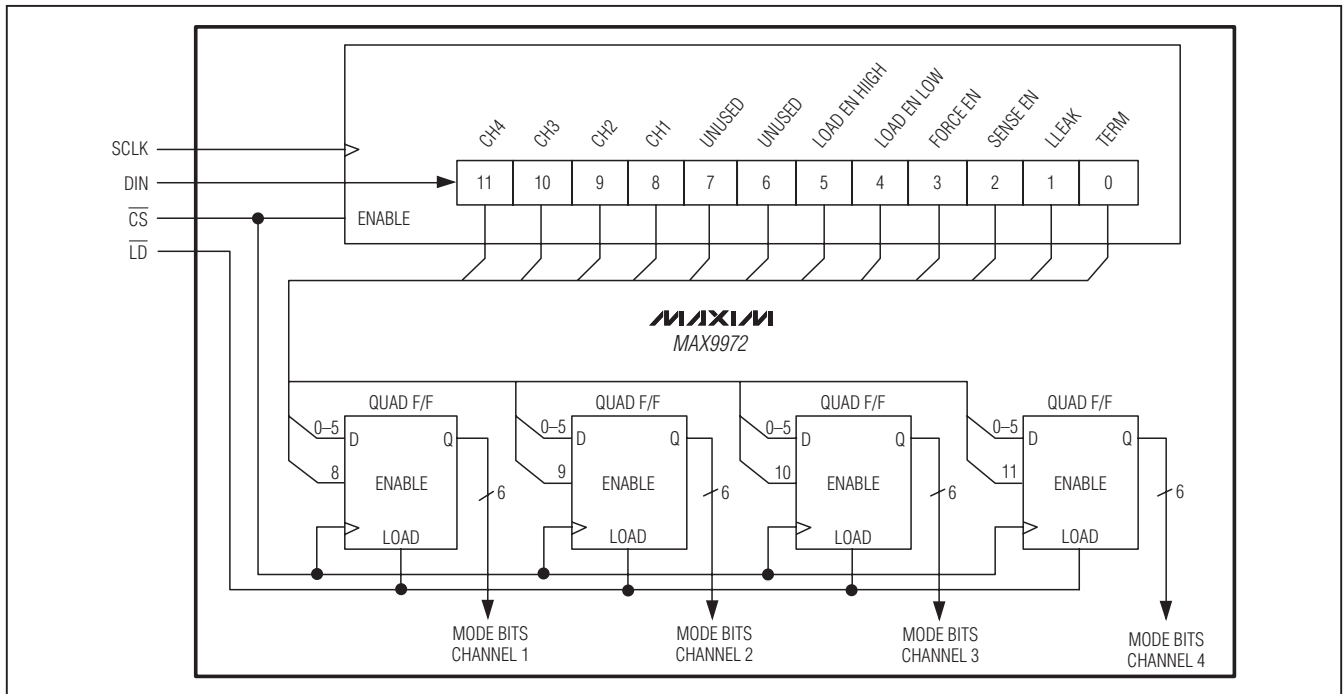 CH4 CH3 CH2 CH1 UNUSED UNUSED LOAD EN HIIGH LOAD EN LOW FORCE EN SENSE EN LLEAK TERM
SCLK
DIN 11 10 9 8 7 6 5 4 3 2 1 0
CS ENABLE
LD
MAXIM
MAX9972
QUAD F/F QUAD F/F QUAD F/F QUAD F/F
0–5 D Q 0–5 D Q 0–5 D Q 0–5 D Q
8 ENABLE 6 9 ENABLE 6 10 ENABLE 6 11 ENABLE 6
LOAD LOAD LOAD LOAD
MODE BITS MODE BITS MODE BITS MODE BITS
CHANNEL 1 CHANNEL 2 CHANNEL 3 CHANNEL 4